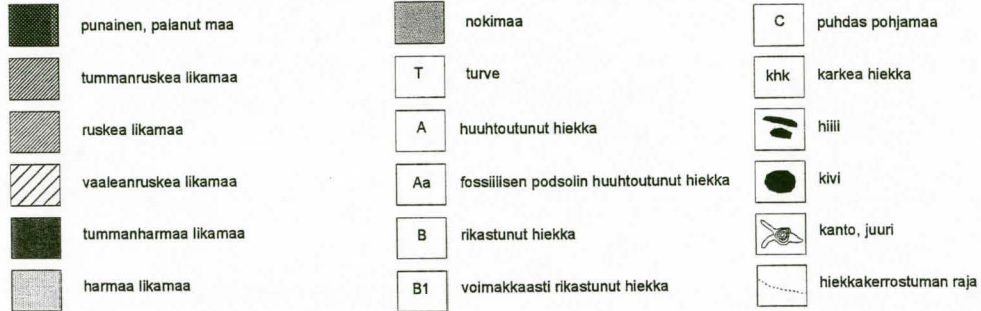 punainen, palanut maa
tummanruskea likamaa
ruskea likamaa
vaaleanruskea likamaa
tummanharmaa likamaa
harmaa likamaa
nokimaa
T turve
A huuhtoutunut hiekka
Aa fossiilisen podsolin huuhtoutunut hiekka
B rikastunut hiekka
B1 voimakkaasti rikastunut hiekka
C puhdas pohjamaa
khk karkea hiekka
hiili
kivi
kanto, juuri
hiekkakerrostuman raja